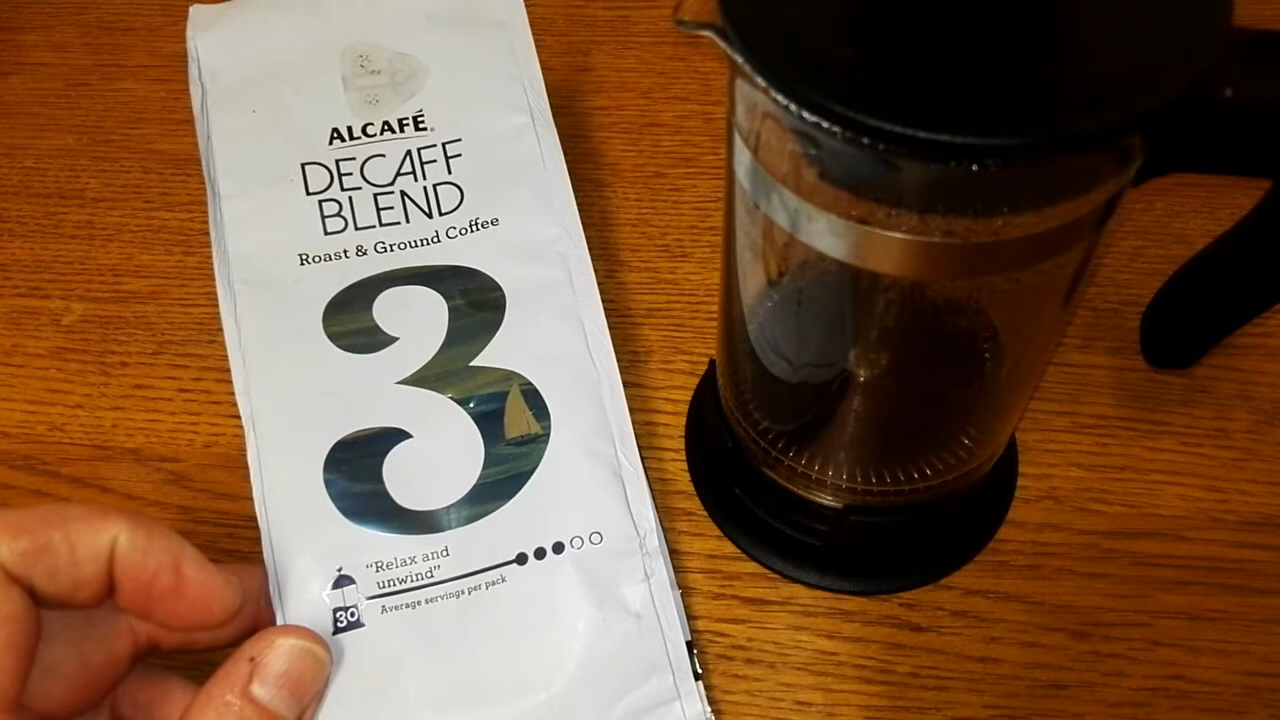 ALCAFÉ®
DECAFF
BLEND
Roast & Ground Coffee
3
“Relax and
unwind”
30
Average servings per pack